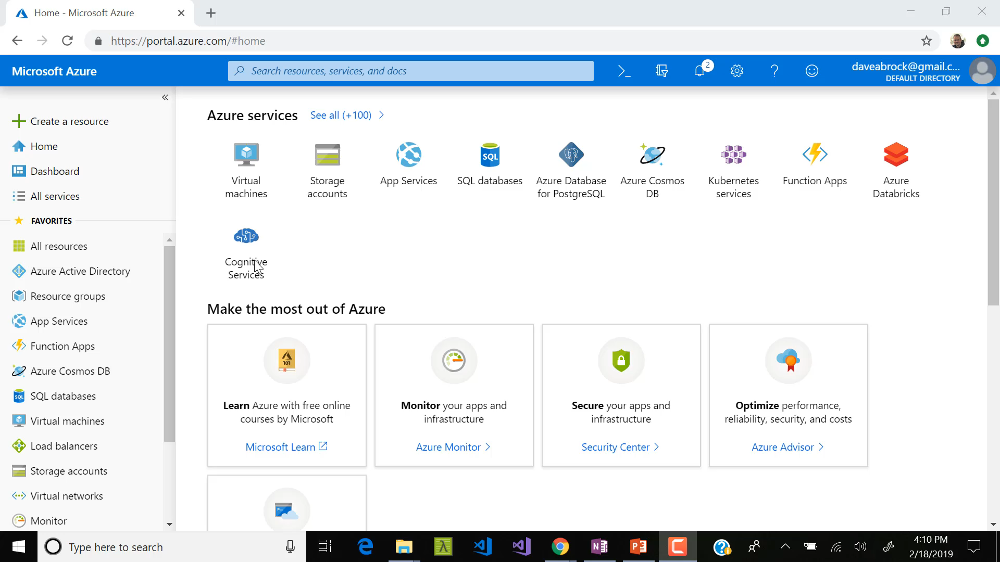 Home - Microsoft Azure
https://portal.azure.com/#home
Microsoft Azure
Search resources, services, and docs
>_
2
daveabrock@gmail.c...
DEFAULT DIRECTORY
Create a resource
Home
Dashboard
All services
FAVORITES
All resources
Azure Active Directory
Resource groups
App Services
Function Apps
Azure Cosmos DB
SQL
SQL databases
Virtual machines
Load balancers
Storage accounts
Virtual networks
Monitor
Azure services
See all (+100)
Virtual
machines
Storage
accounts
App Services
SQL
SQL databases
Azure Database
for PostgreSQL
Azure Cosmos
DB
Kubernetes
services
Function Apps
Azure
Databricks
Cognitive
Services
Make the most out of Azure
101
Learn Azure with free online
courses by Microsoft
Microsoft Learn
Monitor your apps and
infrastructure
Azure Monitor
Secure your apps and
infrastructure
Security Center
Optimize performance,
reliability, security, and costs
Azure Advisor
Type here to search
4:10 PM
2/18/2019